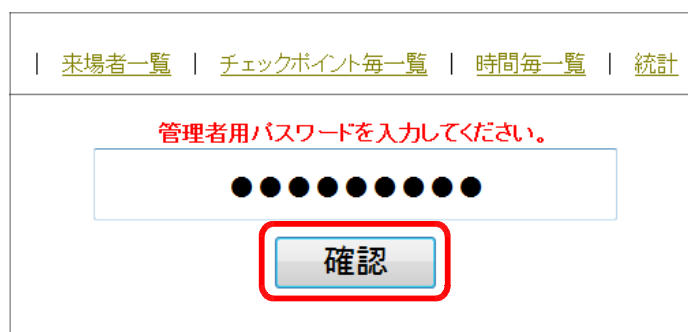 | 来場者一覧 | チェックポイント毎一覧 | 時間毎一覧 | 統計
管理者用パスワードを入力してください。
●●●●●●●●●
確認